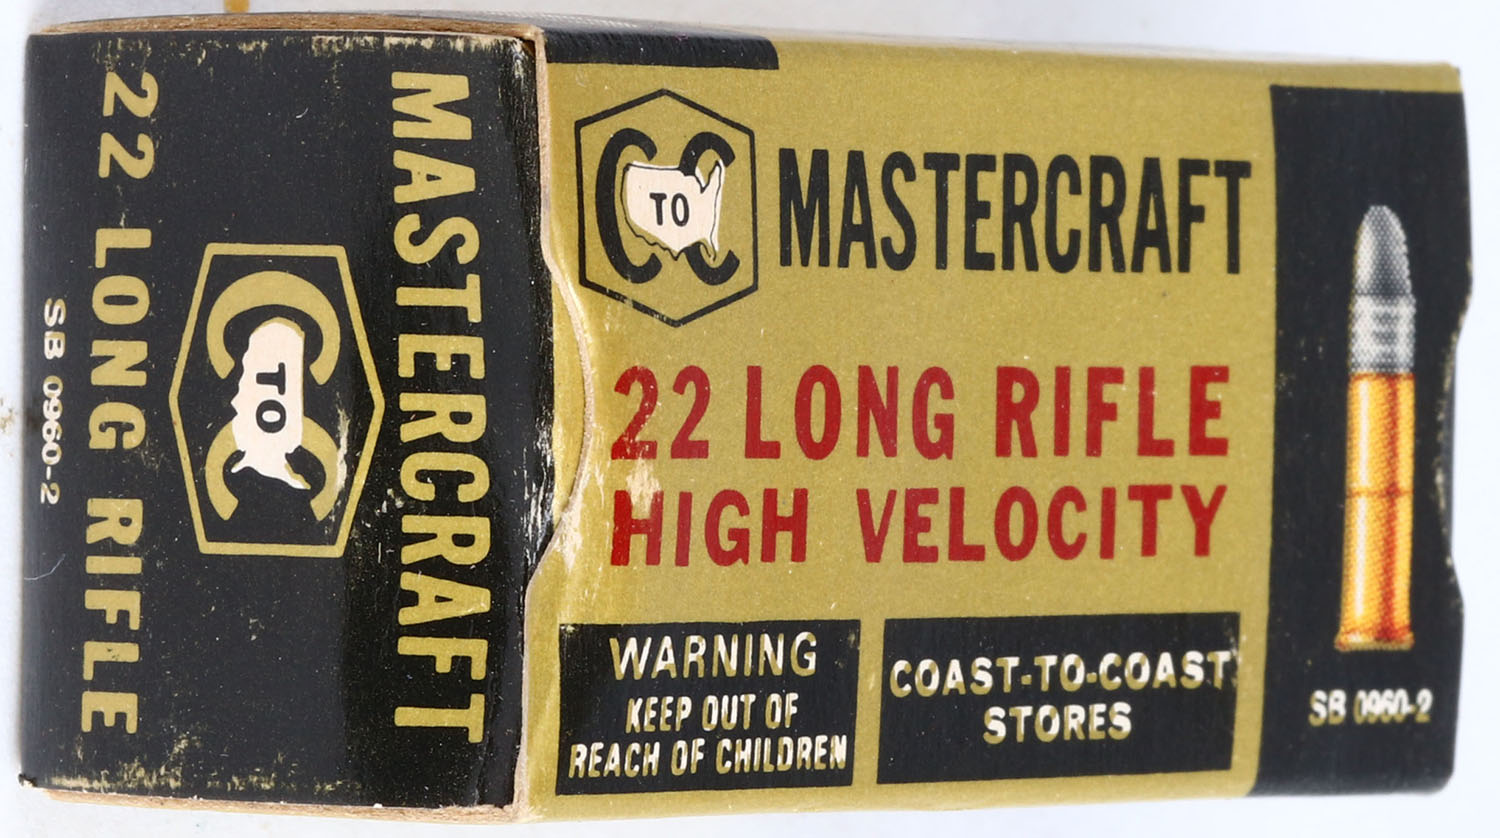 MASTERCRAFT
C TO C
22 LONG RIFLE
SB 0960-2
C TO C
MASTERCRAFT
22 LONG RIFLE
HIGH VELOCITY
WARNING
KEEP OUT OF
REACH OF CHILDREN
COAST-TO-COAST
STORES
SB 0960-2